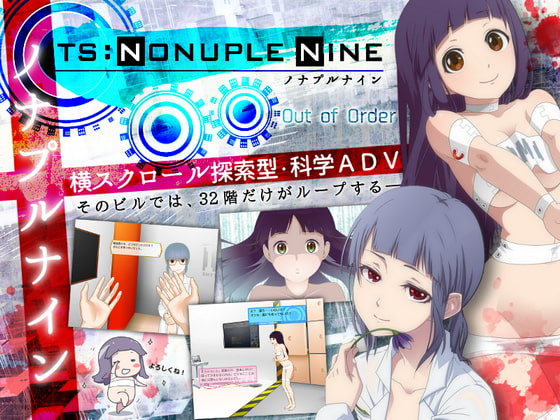 TS:NONUPLE NINE
ノナプルナイン
Out of Order
ノナプルナイン
横スクロール探索型・科学ADV
そのビルでは、32階だけがループする―
よろしくね!